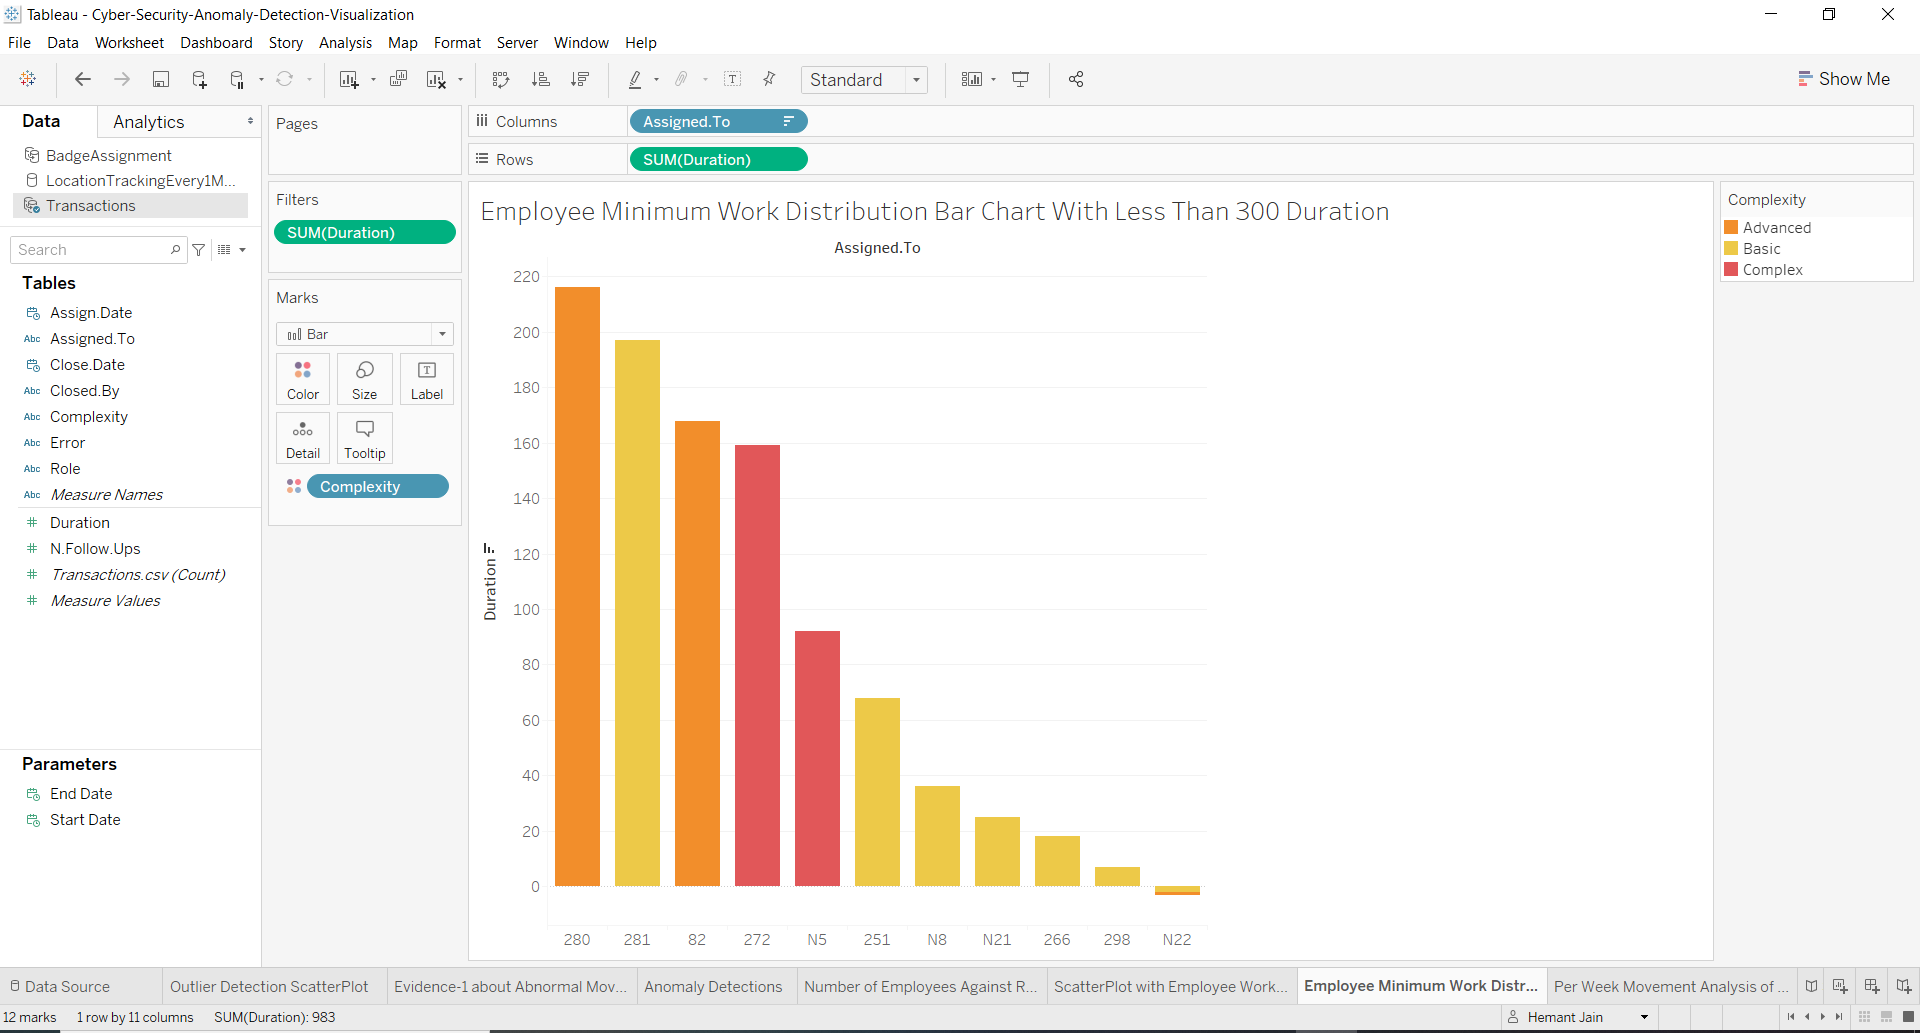 Tableau - Cyber-Security-Anomaly-Detection-Visualization
File Data Worksheet Dashboard Story Analysis Map Format Server Window Help
Standard
Show Me
Data Analytics
BadgeAssignment
LocationTrackingEvery1M...
Transactions
Search
Tables
Assign.Date
Abc Assigned.To
Close.Date
Abc Closed.By
Abc Complexity
Abc Error
Abc Role
Abc Measure Names
# Duration
# N.Follow.Ups
# Transactions.csv (Count)
# Measure Values
Parameters
End Date
Start Date
Pages
Filters
SUM(Duration)
Marks
Bar
Color Size Label
T
Detail Tooltip
Complexity
Columns Assigned.To
Rows SUM(Duration)
Employee Minimum Work Distribution Bar Chart With Less Than 300 Duration
Assigned.To
Duration
220
200
180
160
140
120
100
80
60
40
20
0
280 281 82 272 N5 251 N8 N21 266 298 N22
Complexity
Advanced
Basic
Complex
Data Source Outlier Detection ScatterPlot Evidence-1 about Abnormal Mov... Anomaly Detections Number of Employees Against R... ScatterPlot with Employee Work... Employee Minimum Work Distr... Per Week Movement Analysis of ...
12 marks 1 row by 11 columns SUM(Duration): 983 Hemant Jain